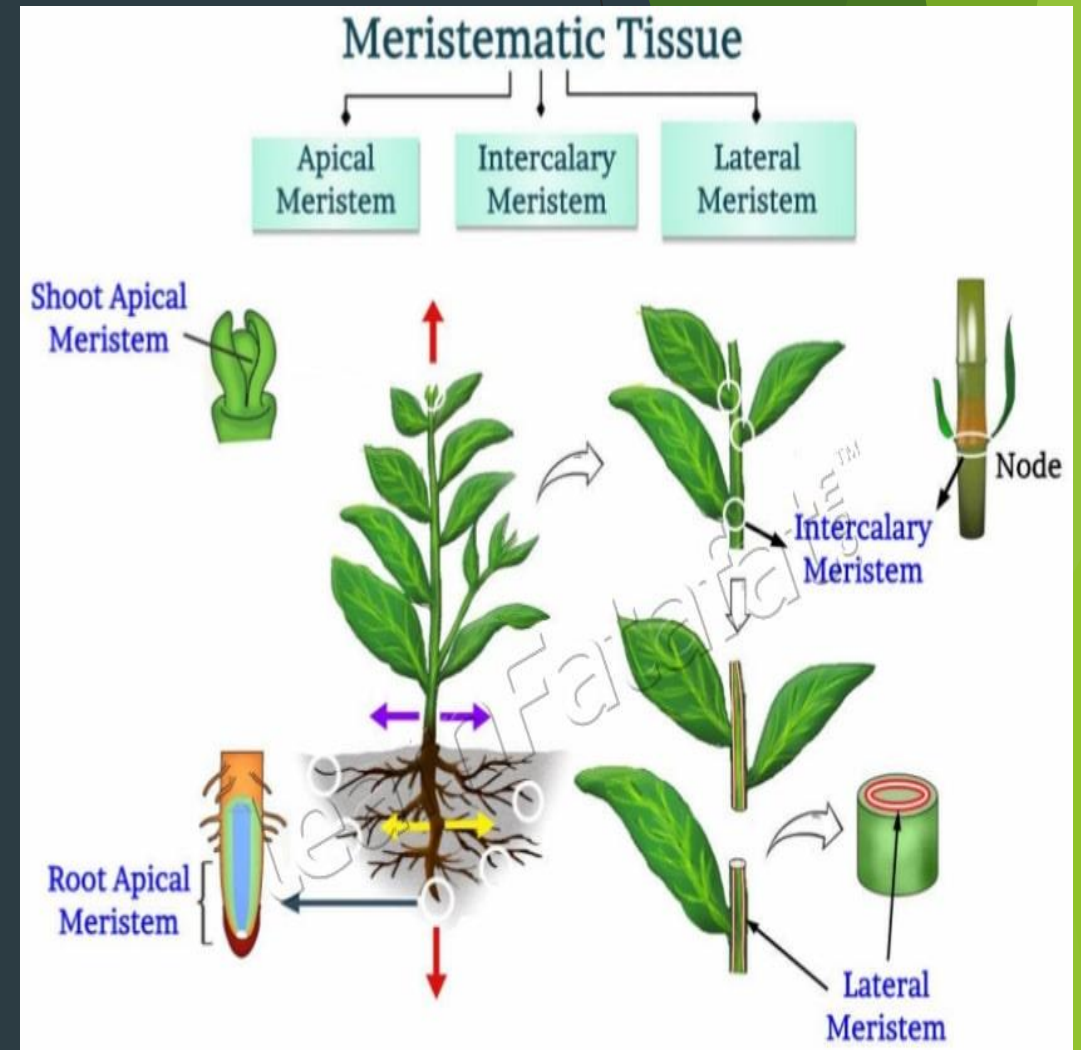 Meristematic Tissue
Apical
Meristem
Intercalary
Meristem
Lateral
Meristem
Shoot Apical
Meristem
Node
Intercalary
Meristem
Root Apical
Meristem
Lateral
Meristem